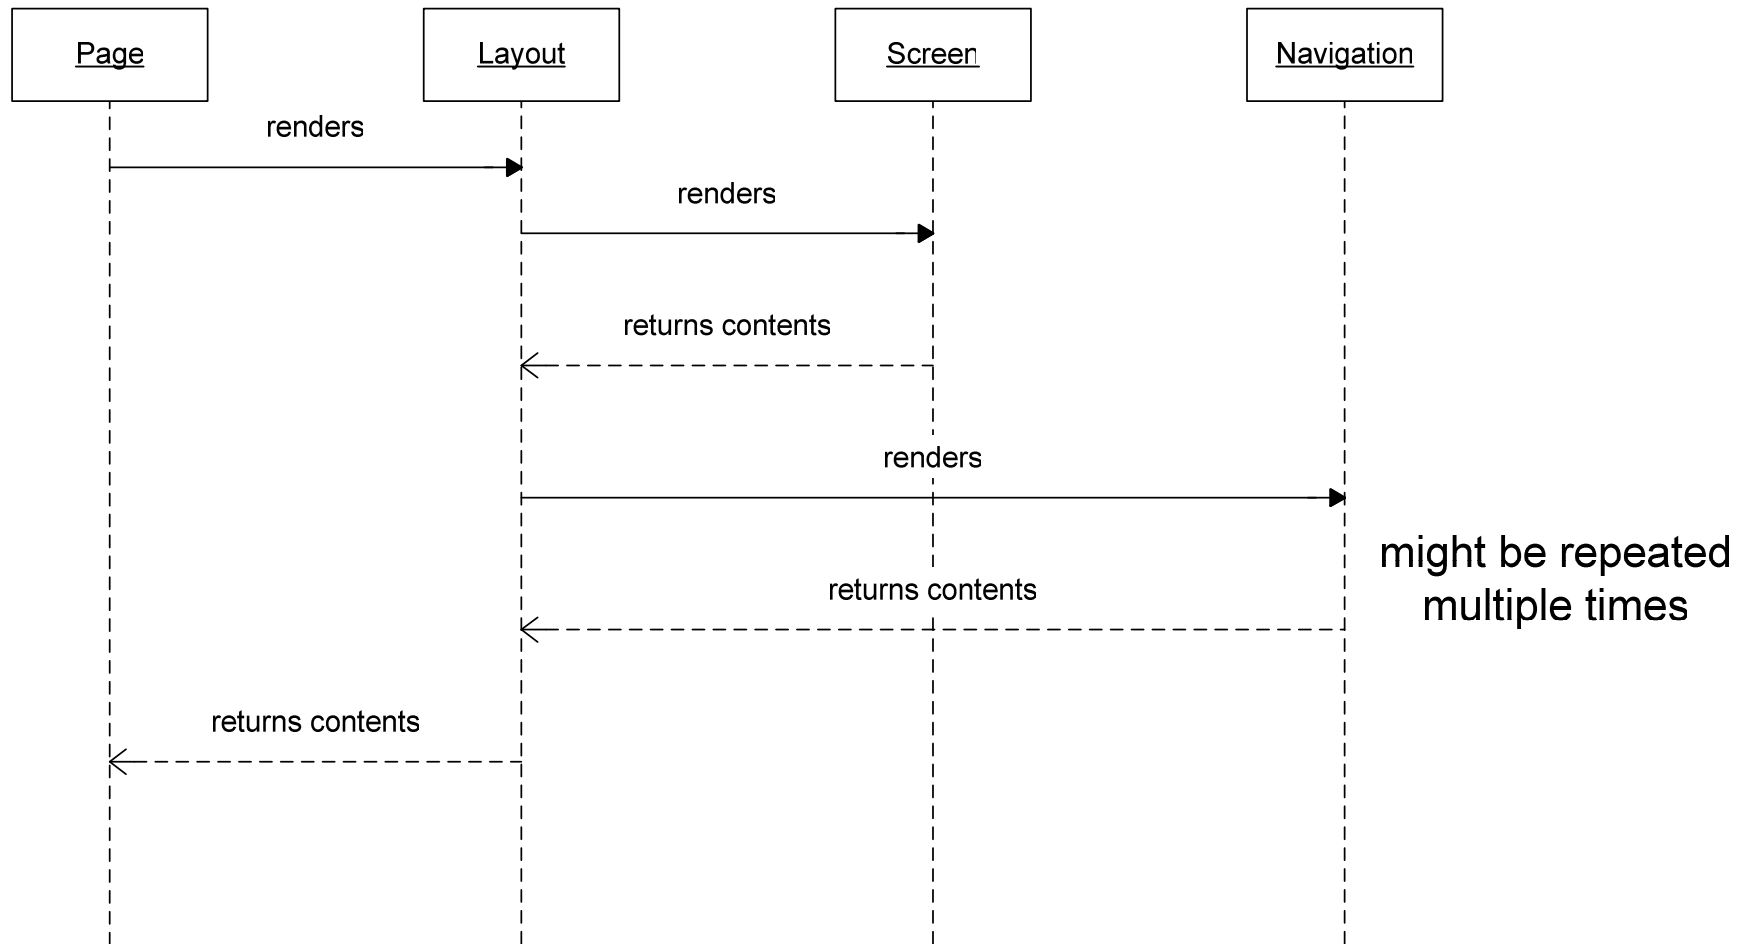 Page
Layout
Screen
Navigation
renders
renders
returns contents
renders
might be repeated
multiple times
returns contents
returns contents